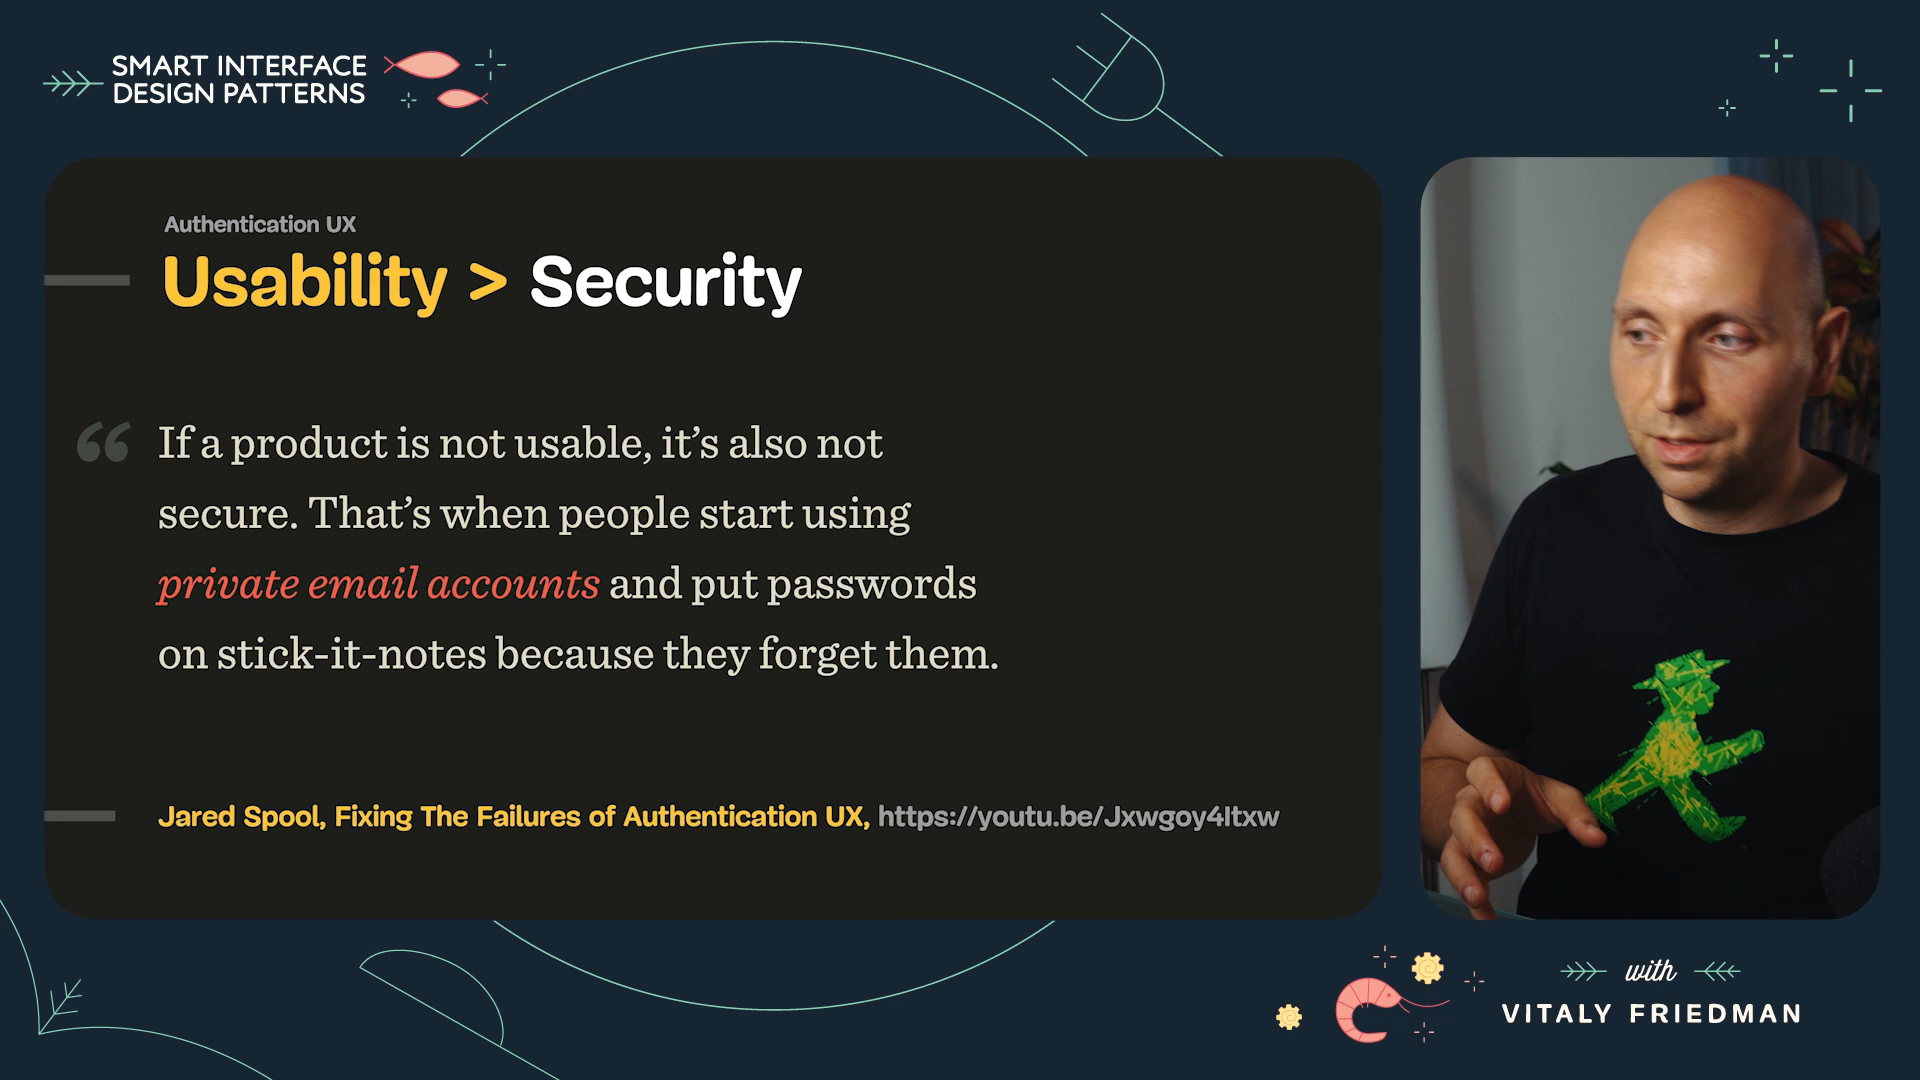 SMART INTERFACE
DESIGN PATTERNS
Authentication UX
Usability > Security
“ If a product is not usable, it’s also not
secure. That’s when people start using
private email accounts and put passwords
on stick-it-notes because they forget them.
Jared Spool, Fixing The Failures of Authentication UX, https://youtu.be/Jxwgoy4Itxw
with
VITALY FRIEDMAN